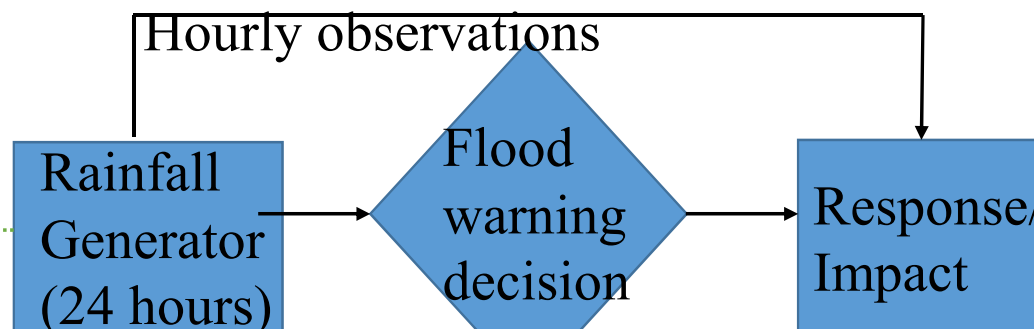 Hourly observations
Rainfall
Generator
(24 hours)
Flood
warning
decision
Response/
Impact